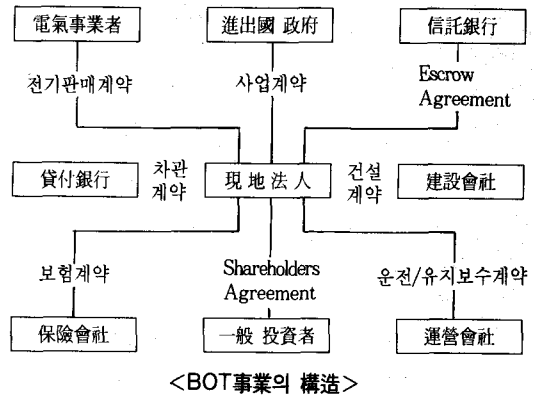 電氣事業者 進出國 政府 信託銀行
전기판매계약 사업계약 Escrow
Agreement
貸付銀行 차관 現地法人 건설 建設會社
계약 계약
보험계약 Shareholders 운전/유지보수계약
Agreement
保險會社 一般 投資者 運營會社
<BOT事業의 構造>